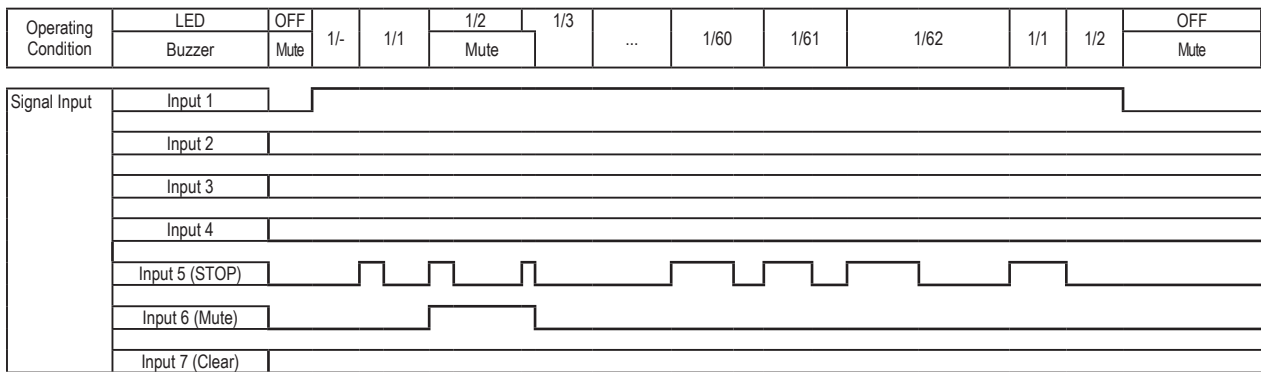 Operating Condition LED OFF 1/- 1/1 1/2 1/3 ... 1/60 1/61 1/62 1/1 1/2 OFF
Buzzer Mute Mute Mute
Signal Input Input 1
Input 2
Input 3
Input 4
Input 5 (STOP)
Input 6 (Mute)
Input 7 (Clear)